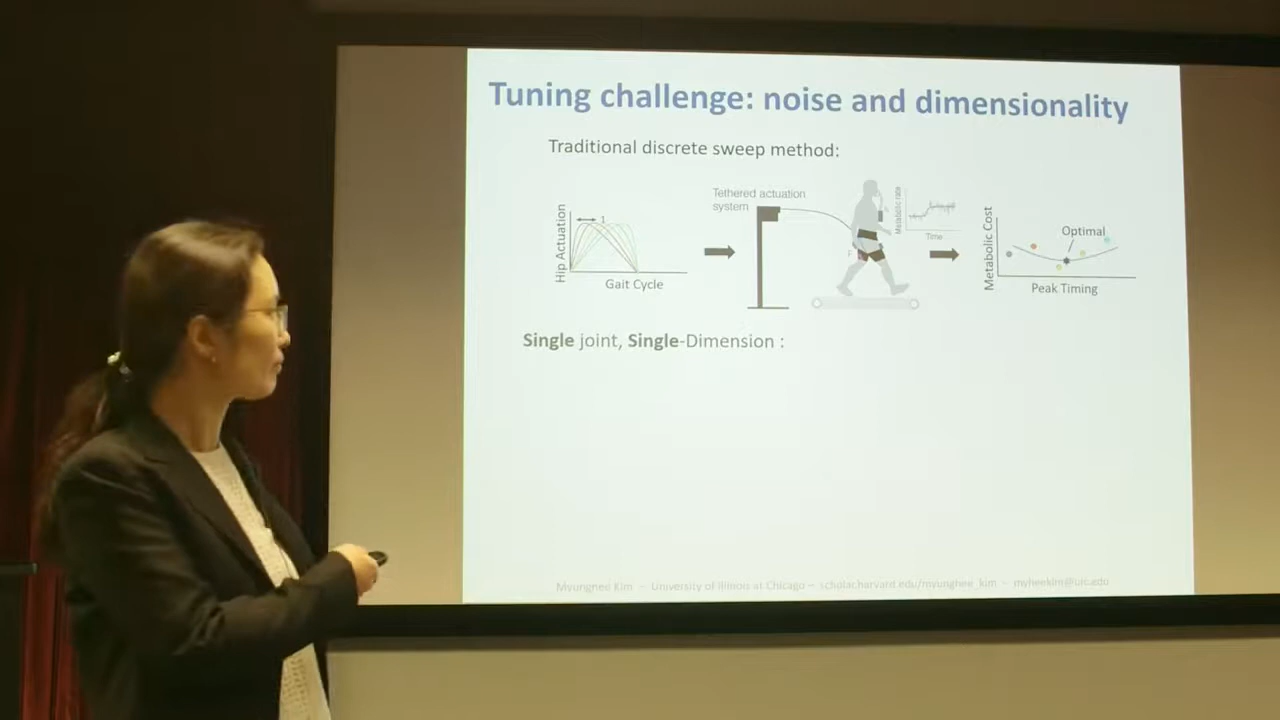 Tuning challenge: noise and dimensionality
Traditional discrete sweep method:
Tethered actuation
system
Hip Actuation
1
Gait Cycle
Metabolic rate
Time
Metabolic Cost
Optimal
Peak Timing
Single joint, Single-Dimension :
Myunghee Kim – University of Illinois at Chicago – scholar.harvard.edu/myunghee_kim – myheekim@uic.edu